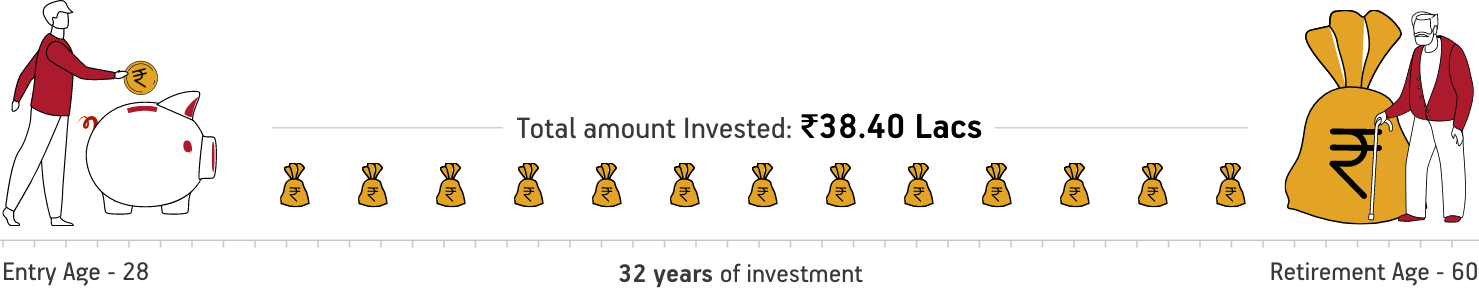 Total amount Invested: ₹38.40 Lacs
₹
₹ ₹ ₹ ₹ ₹ ₹ ₹ ₹ ₹ ₹ ₹ ₹ ₹
₹
Entry Age - 28
32 years of investment
Retirement Age - 60